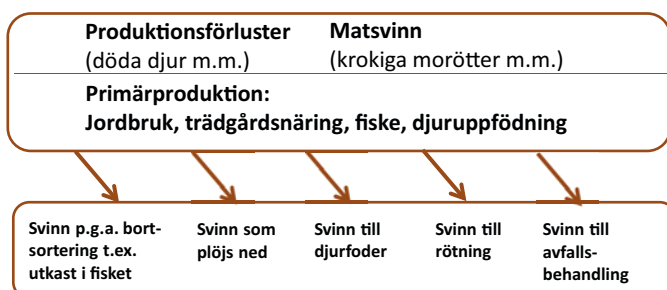 Produktionsförluster Matsvinn
(döda djur m.m.) (krokiga morötter m.m.)
Primärproduktion:
Jordbruk, trädgårdsnäring, fiske, djuruppfödning
Svinn p.g.a. bort-
sortering t.ex.
utkast i fisket
Svinn som
plöjs ned
Svinn till
djurfoder
Svinn till
rötning
Svinn till
avfalls-
behandling